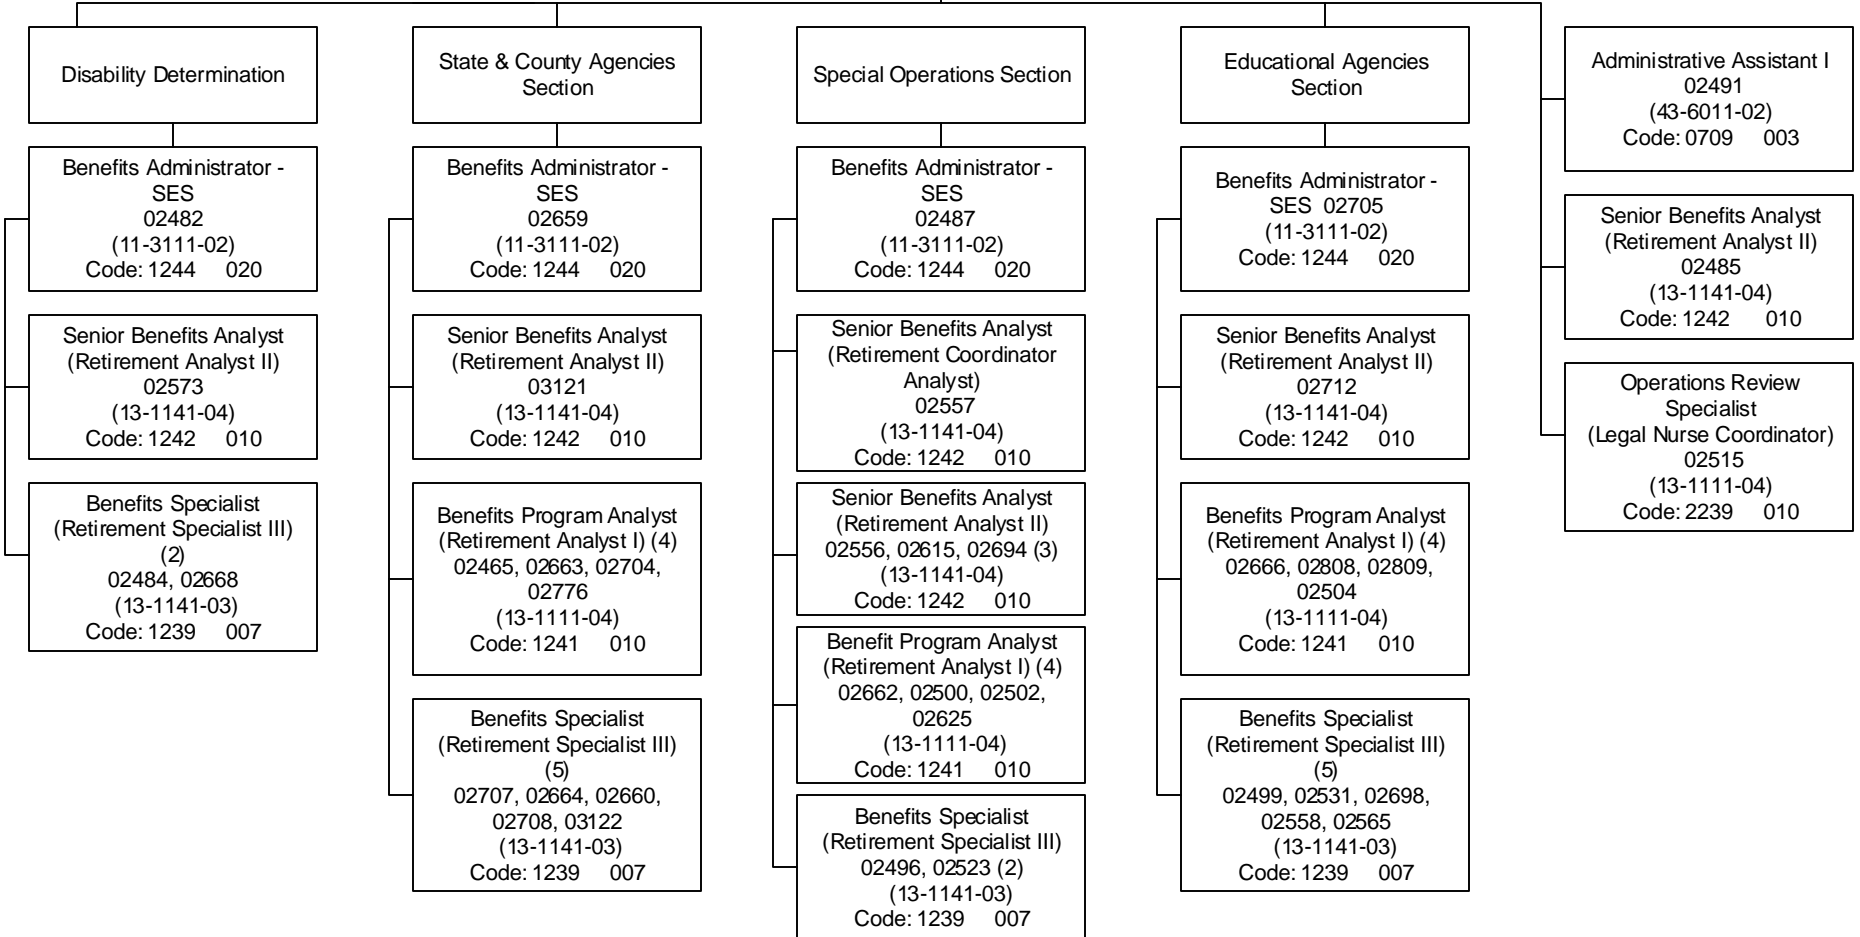 Disability Determination
Benefits Administrator -
SES
02482
(11-3111-02)
Code: 1244 020
Senior Benefits Analyst
(Retirement Analyst II)
02573
(13-1141-04)
Code: 1242 010
Benefits Specialist
(Retirement Specialist III)
(2)
02484, 02668
(13-1141-03)
Code: 1239 007
State & County Agencies
Section
Benefits Administrator -
SES
02659
(11-3111-02)
Code: 1244 020
Senior Benefits Analyst
(Retirement Analyst II)
03121
(13-1141-04)
Code: 1242 010
Benefits Program Analyst
(Retirement Analyst I) (4)
02465, 02663, 02704,
02776
(13-1111-04)
Code: 1241 010
Benefits Specialist
(Retirement Specialist III)
(5)
02707, 02664, 02660,
02708, 03122
(13-1141-03)
Code: 1239 007
Special Operations Section
Benefits Administrator -
SES
02487
(11-3111-02)
Code: 1244 020
Senior Benefits Analyst
(Retirement Coordinator
Analyst)
02557
(13-1141-04)
Code: 1242 010
Senior Benefits Analyst
(Retirement Analyst II)
02556, 02615, 02694 (3)
(13-1141-04)
Code: 1242 010
Benefit Program Analyst
(Retirement Analyst I) (4)
02662, 02500, 02502,
02625
(13-1111-04)
Code: 1241 010
Benefits Specialist
(Retirement Specialist III)
02496, 02523 (2)
(13-1141-03)
Code: 1239 007
Educational Agencies
Section
Benefits Administrator -
SES 02705
(11-3111-02)
Code: 1244 020
Senior Benefits Analyst
(Retirement Analyst II)
02712
(13-1141-04)
Code: 1242 010
Benefits Program Analyst
(Retirement Analyst I) (4)
02666, 02808, 02809,
02504
(13-1111-04)
Code: 1241 010
Benefits Specialist
(Retirement Specialist III)
(5)
02499, 02531, 02698,
02558, 02565
(13-1141-03)
Code: 1239 007
Administrative Assistant I
02491
(43-6011-02)
Code: 0709 003
Senior Benefits Analyst
(Retirement Analyst II)
02485
(13-1141-04)
Code: 1242 010
Operations Review
Specialist
(Legal Nurse Coordinator)
02515
(13-1111-04)
Code: 2239 010